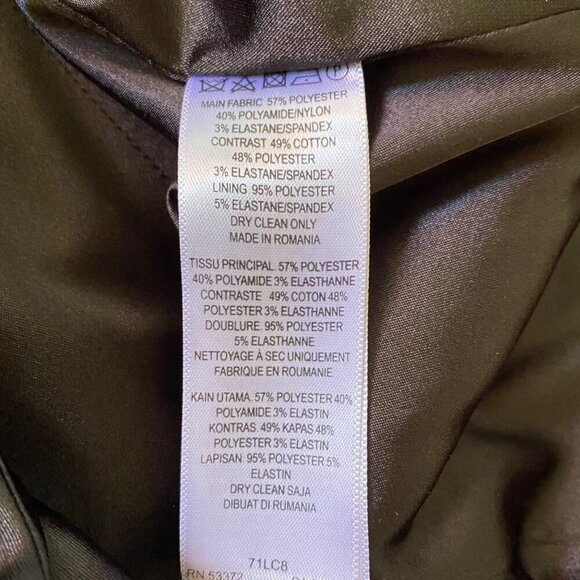 MAIN FABRIC 57% POLYESTER
40% POLYAMIDE/NYLON
3% ELASTANE/SPANDEX
CONTRAST 49% COTTON
48% POLYESTER
3% ELASTANE/SPANDEX
LINING 95% POLYESTER
5% ELASTANE/SPANDEX
DRY CLEAN ONLY
MADE IN ROMANIA
TISSU PRINCIPAL. 57% POLYESTER
40% POLYAMIDE 3% ELASTHANNE
CONTRASTE 49% COTON 48%
POLYESTER 3% ELASTHANNE
DOUBLURE. 95% POLYESTER
5% ELASTHANNE
NETTOYAGE À SEC UNIQUEMENT
FABRIQUE EN ROUMANIE
KAIN UTAMA. 57% POLYESTER 40%
POLYAMIDE 3% ELASTIN
KONTRAS. 49% KAPAS 48%
POLYESTER 3% ELASTIN
LAPISAN. 95% POLYESTER 5%
ELASTIN
DRY CLEAN SAJA
DIBUAT DI RUMANIA
71LC8
RN 53372